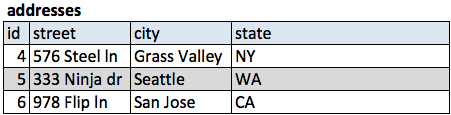 addresses
id street city state
4 576 Steel ln Grass Valley NY
5 333 Ninja dr Seattle WA
6 978 Flip ln San Jose CA